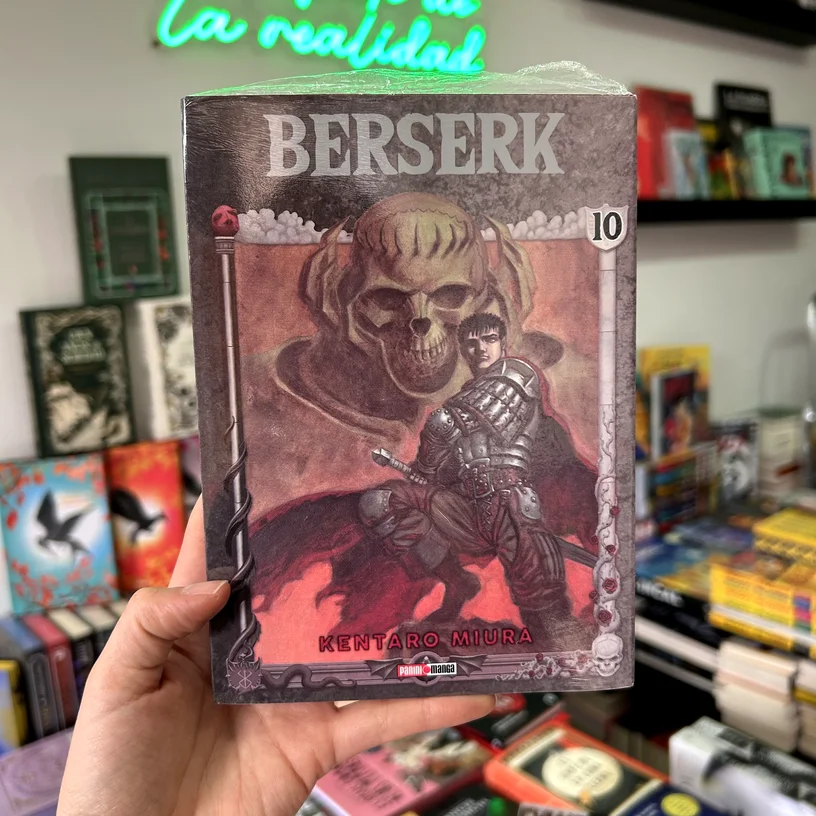 la realidad
BERSERK
10
KENTARO MIURA
PANINI MANGA